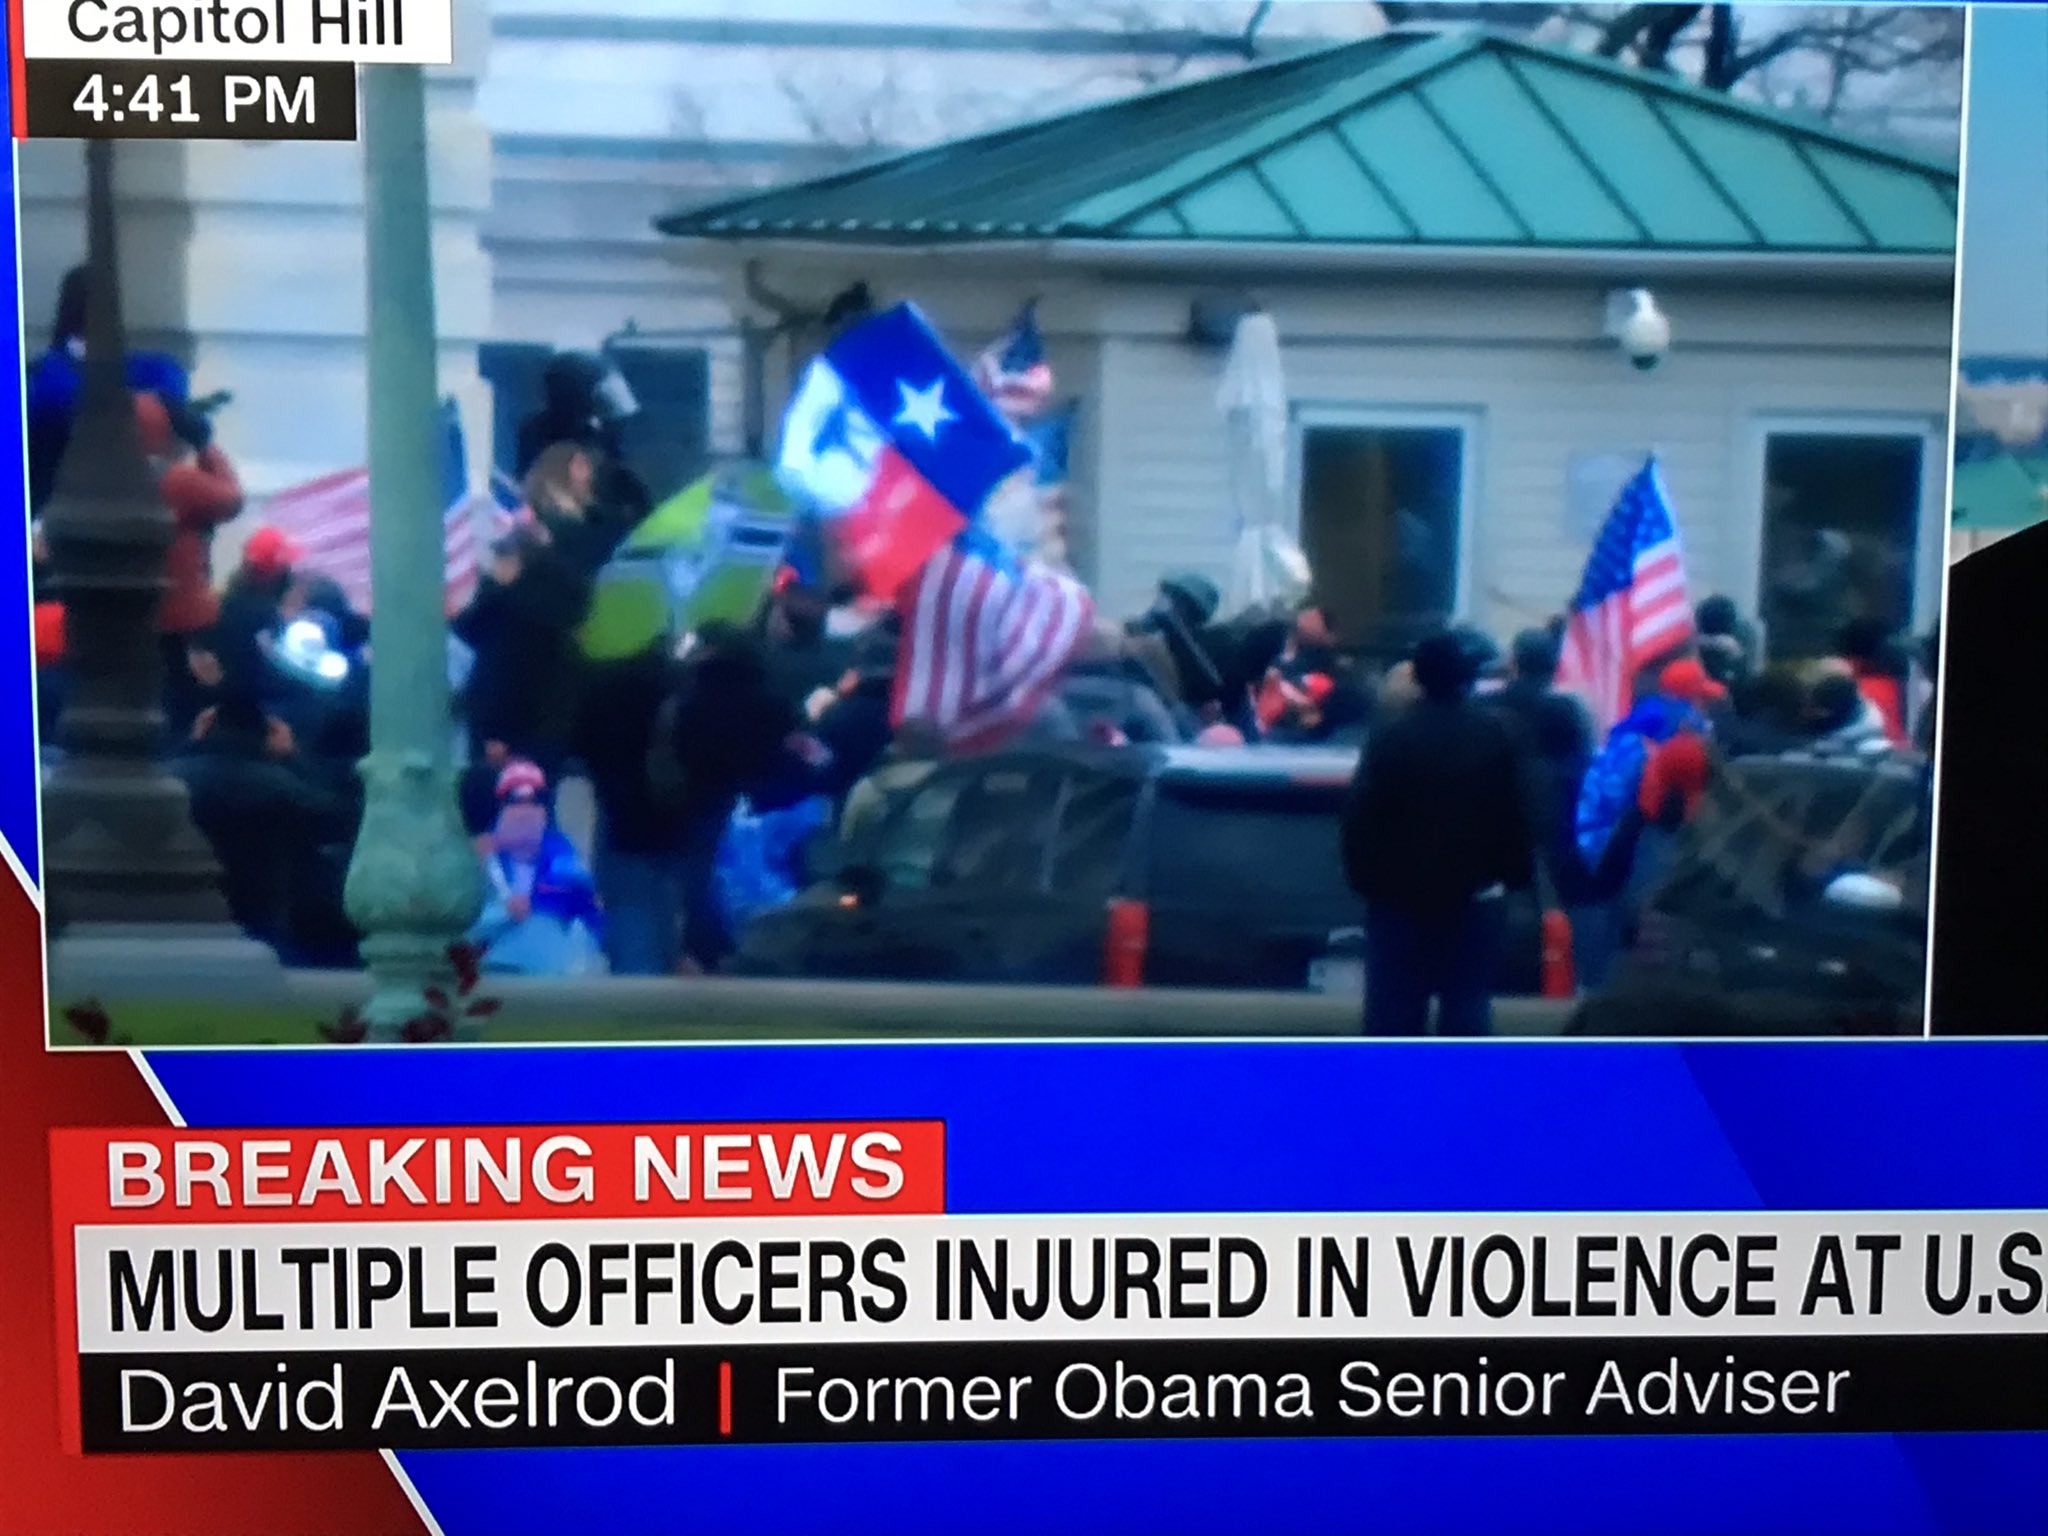 Capitol Hill
4:41 PM
BREAKING NEWS
MULTIPLE OFFICERS INJURED IN VIOLENCE AT U.S.
David Axelrod | Former Obama Senior Adviser